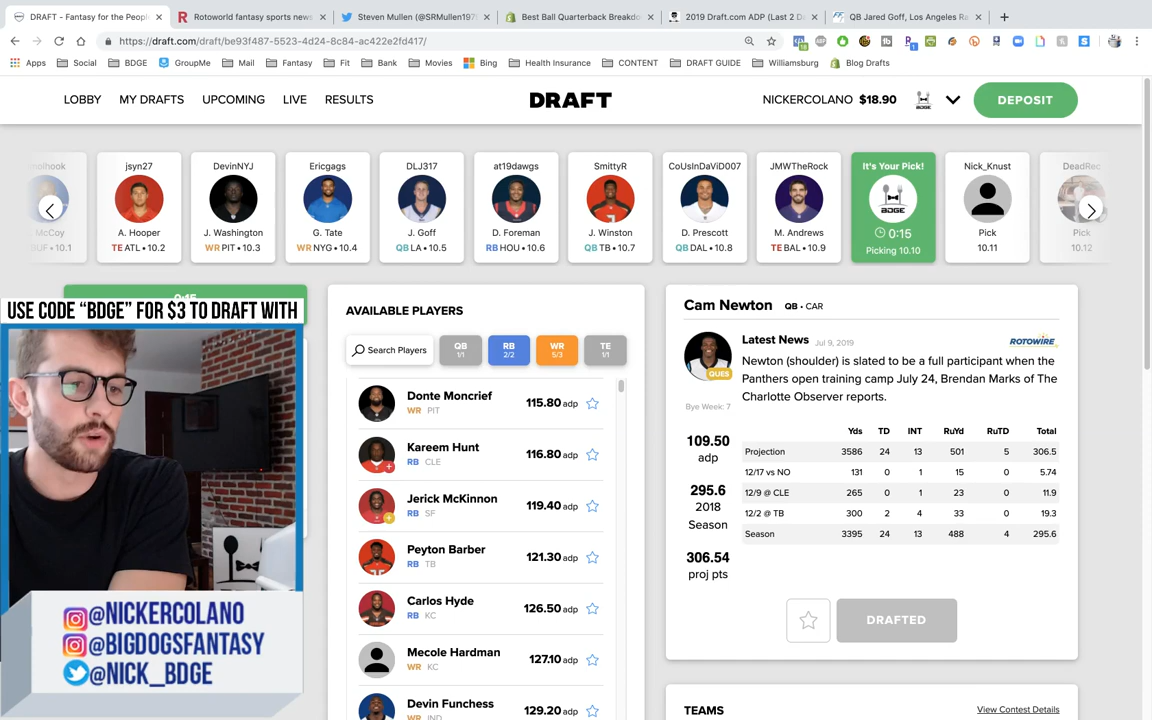 DRAFT - Fantasy for the Peopl
Rotoworld fantasy sports news
Steven Mullen (@SRMullen197
Best Ball Quarterback Breakdo
2019 Draft.com ADP (Last 2 D
QB Jared Goff, Los Angeles Ra
https://draft.com/draft/be93f487-5523-4d24-8c84-ac422e2fd417/
Apps
Social
BDGE
GroupMe
Mail
Fantasy
Fit
Bank
Movies
Bing
Health Insurance
CONTENT
DRAFT GUIDE
Williamsburg
Blog Drafts
LOBBY
MY DRAFTS
UPCOMING
LIVE
RESULTS
DRAFT
NICKERCOLANO $18.90
DEPOSIT
molhook
McCoy
BUF • 10.1
jsyn27
A. Hooper
TE ATL • 10.2
DevinNYJ
J. Washington
WR PIT • 10.3
Ericgags
G. Tate
WR NYG • 10.4
DLJ317
J. Goff
QB LA • 10.5
at19dawgs
D. Foreman
RB HOU • 10.6
SmittyR
J. Winston
QB TB • 10.7
CoUsInDaViD007
D. Prescott
QB DAL • 10.8
JMWTheRock
M. Andrews
TE BAL • 10.9
It's Your Pick!
BDGE
0:15
Picking 10.10
Nick_Knust
Pick
10.11
DeadRec
Pick
10.12
USE CODE "BDGE" FOR $3 TO DRAFT WITH
@NICKERCOLANO
@BIGDOGSFANTASY
@NICK_BDGE
AVAILABLE PLAYERS
Search Players
QB
1/1
RB
2/2
WR
5/3
TE
1/1
Donte Moncrief
WR PIT
115.80 adp
Kareem Hunt
RB CLE
116.80 adp
Jerick McKinnon
RB SF
119.40 adp
Peyton Barber
RB TB
121.30 adp
Carlos Hyde
RB KC
126.50 adp
Mecole Hardman
WR KC
127.10 adp
Devin Funchess
WR IND
129.20 adp
Cam Newton QB • CAR
QUES
Bye Week: 7
Latest News Jul 9, 2019
ROTOWIRE
Newton (shoulder) is slated to be a full participant when the
Panthers open training camp July 24, Brendan Marks of The
Charlotte Observer reports.
109.50
adp
295.6
2018
Season
306.54
proj pts
Yds TD INT RuYd RuTD Total
Projection 3586 24 13 501 5 306.5
12/17 vs NO 131 0 1 15 0 5.74
12/9 @ CLE 265 0 1 23 0 11.9
12/2 @ TB 300 2 4 33 0 19.3
Season 3395 24 13 488 4 295.6
DRAFTED
TEAMS
View Contest Details